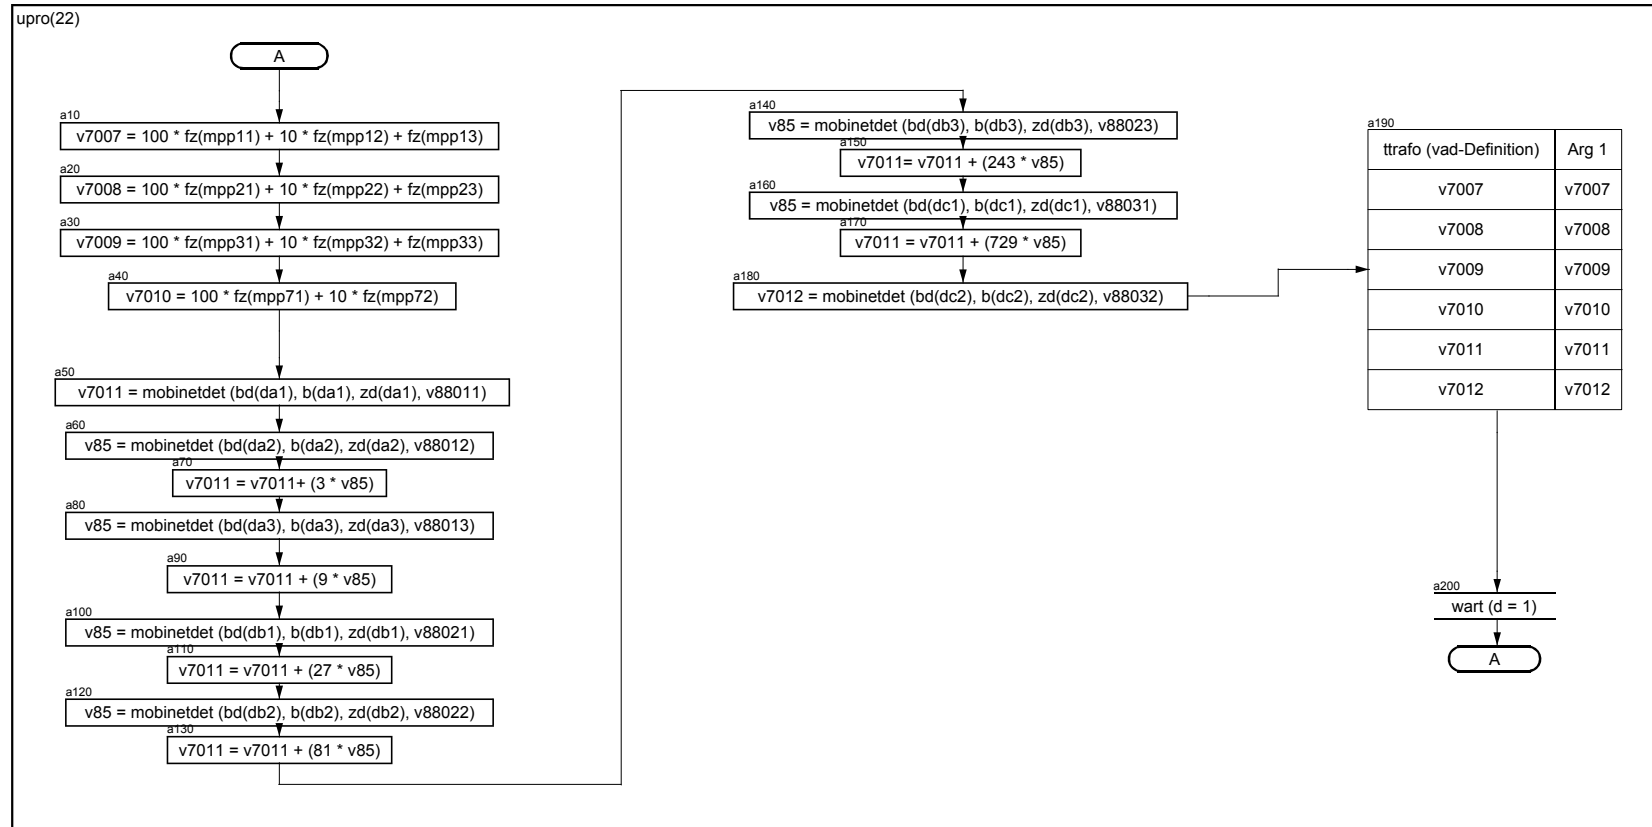 upro(22)
A
a10
v7007 = 100 * fz(mpp11) + 10 * fz(mpp12) + fz(mpp13)
a20
v7008 = 100 * fz(mpp21) + 10 * fz(mpp22) + fz(mpp23)
a30
v7009 = 100 * fz(mpp31) + 10 * fz(mpp32) + fz(mpp33)
a40
v7010 = 100 * fz(mpp71) + 10 * fz(mpp72)
a50
v7011 = mobinetdet (bd(da1), b(da1), zd(da1), v88011)
a60
v85 = mobinetdet (bd(da2), b(da2), zd(da2), v88012)
a70
v7011 = v7011+ (3 * v85)
a80
v85 = mobinetdet (bd(da3), b(da3), zd(da3), v88013)
a90
v7011 = v7011 + (9 * v85)
a100
v85 = mobinetdet (bd(db1), b(db1), zd(db1), v88021)
a110
v7011 = v7011 + (27 * v85)
a120
v85 = mobinetdet (bd(db2), b(db2), zd(db2), v88022)
a130
v7011 = v7011 + (81 * v85)
a140
v85 = mobinetdet (bd(db3), b(db3), zd(db3), v88023)
a150
v7011= v7011 + (243 * v85)
a160
v85 = mobinetdet (bd(dc1), b(dc1), zd(dc1), v88031)
a170
v7011 = v7011 + (729 * v85)
a180
v7012 = mobinetdet (bd(dc2), b(dc2), zd(dc2), v88032)
a190
ttrafo (vad-Definition) Arg 1
v7007 v7007
v7008 v7008
v7009 v7009
v7010 v7010
v7011 v7011
v7012 v7012
a200
wart (d = 1)
A